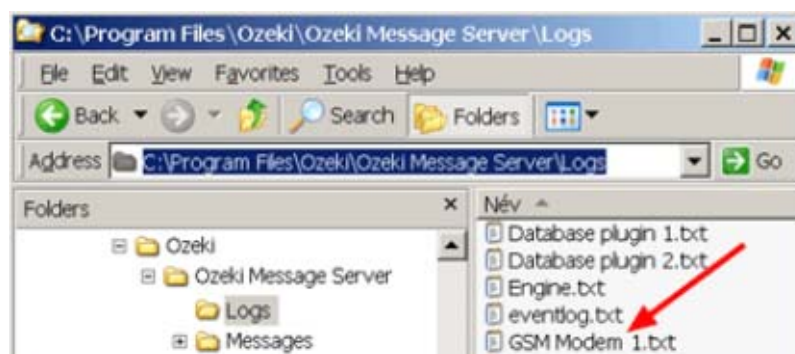 C:\Program Files\Ozeki\Ozeki Message Server\Logs
File Edit View Favorites Tools Help
Back Search Folders
Address C:\Program Files\Ozeki\Ozeki Message Server\Logs Go
Folders
Ozeki
Ozeki Message Server
Logs
Messages
Név
Database plugin 1.txt
Database plugin 2.txt
Engine.txt
eventlog.txt
GSM Modem 1.txt